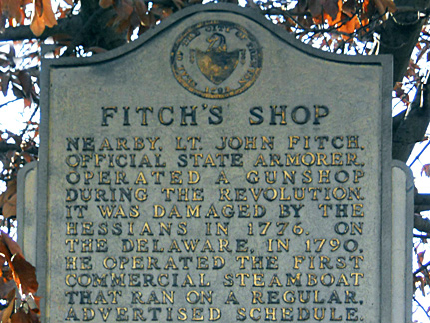 FITCH'S SHOP
NEARBY, LT. JOHN FITCH,
OFFICIAL STATE ARMORER,
OPERATED A GUNSHOP
DURING THE REVOLUTION.
IT WAS DAMAGED BY THE
HESSIANS IN 1776. ON
THE DELAWARE, IN 1790,
HE OPERATED THE FIRST
COMMERCIAL STEAMBOAT
THAT RAN ON A REGULAR,
ADVERTISED SCHEDULE.